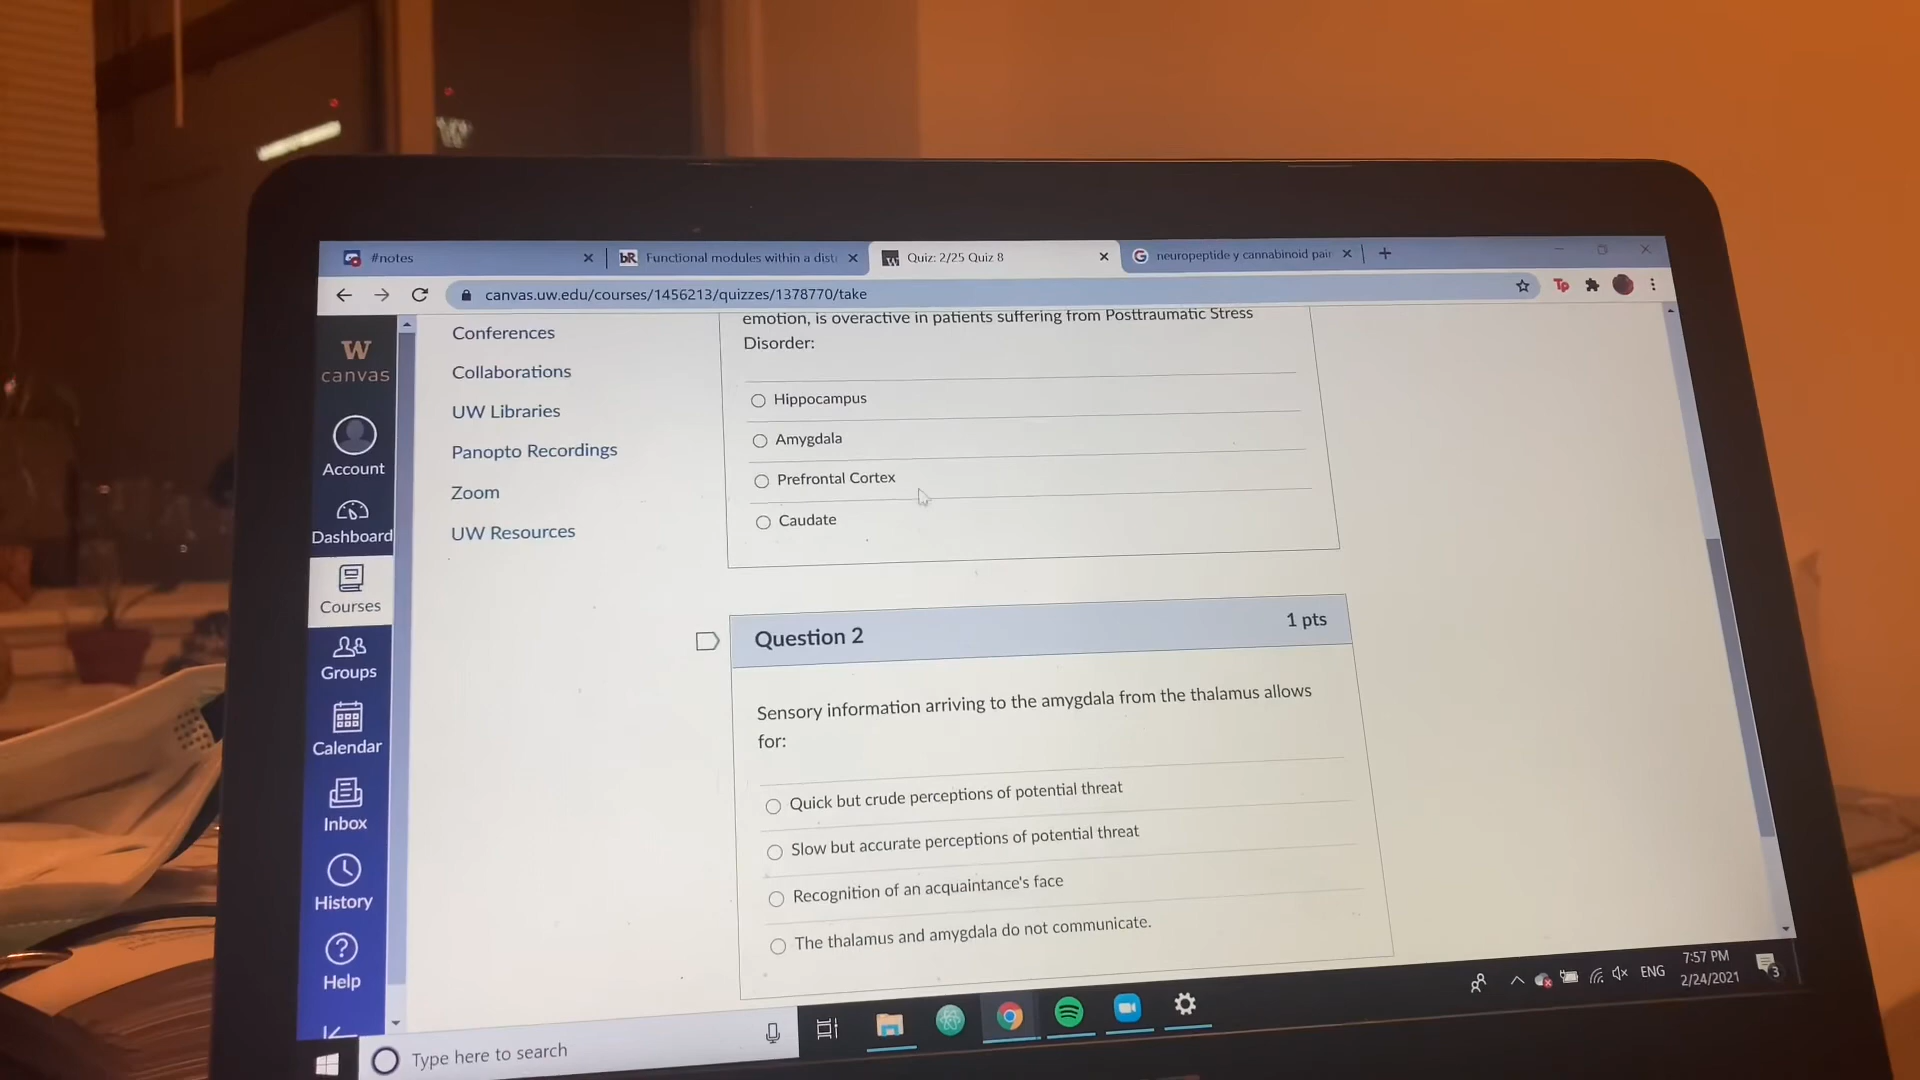 #notes
bR Functional modules within a dist
W Quiz: 2/25 Quiz 8
G neuropeptide y cannabinoid pair
canvas.uw.edu/courses/1456213/quizzes/1378770/take
Tp
W
canvas
Account
Dashboard
Courses
Groups
Calendar
Inbox
History
Help
Conferences
Collaborations
UW Libraries
Panopto Recordings
Zoom
UW Resources
emotion, is overactive in patients suffering from Posttraumatic Stress
Disorder:
Hippocampus
Amygdala
Prefrontal Cortex
Caudate
Question 2
1 pts
Sensory information arriving to the amygdala from the thalamus allows
for:
Quick but crude perceptions of potential threat
Slow but accurate perceptions of potential threat
Recognition of an acquaintance's face
The thalamus and amygdala do not communicate.
Type here to search
ENG
7:57 PM
2/24/2021
3
W